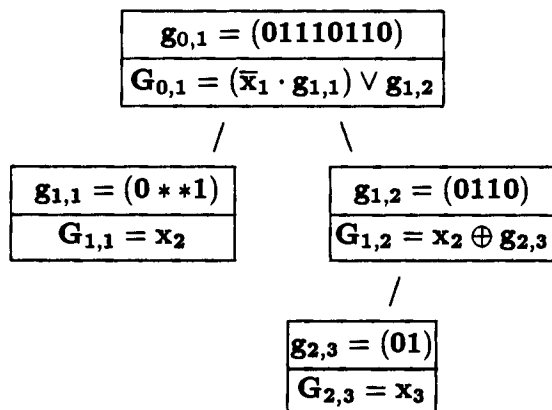 g₀,₁ = (01110110)
G₀,₁ = (x̅₁ · g₁,₁) ∨ g₁,₂
g₁,₁ = (0 * * 1)
G₁,₁ = x₂
g₁,₂ = (0110)
G₁,₂ = x₂ ⊕ g₂,₃
g₂,₃ = (01)
G₂,₃ = x₃